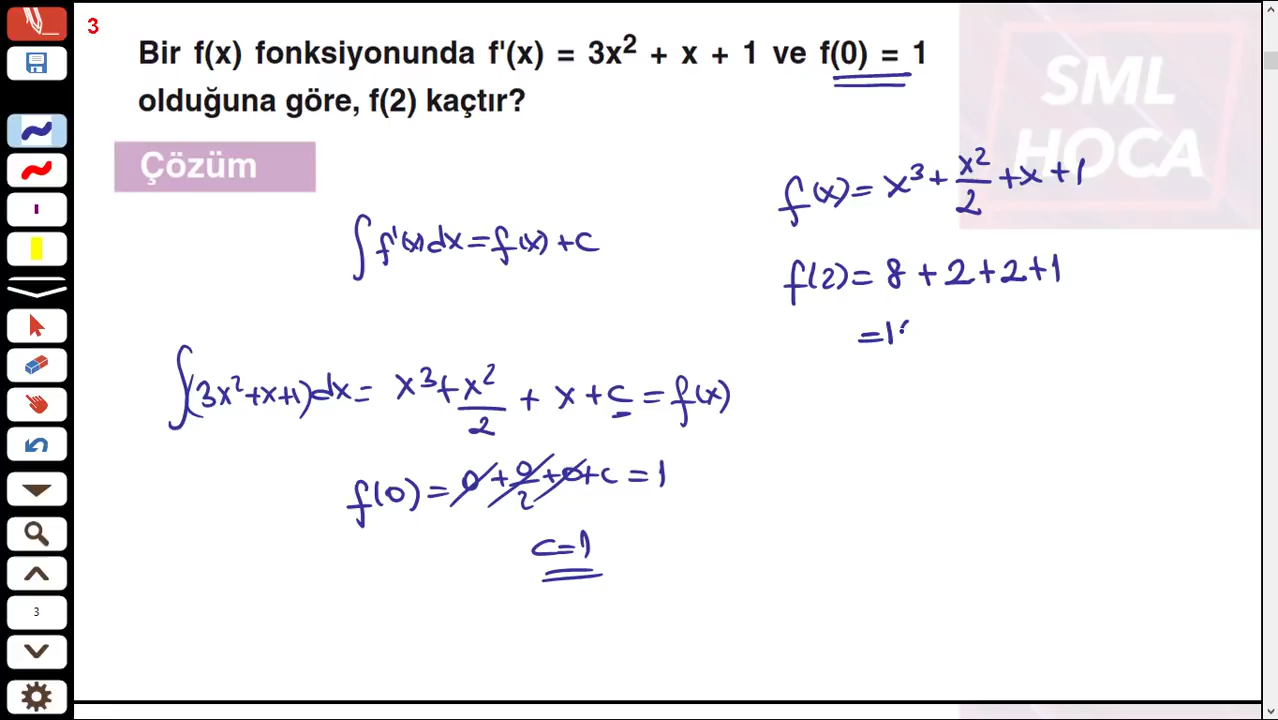 3
Bir f(x) fonksiyonunda f'(x) = 3x² + x + 1 ve f(0) = 1
olduğuna göre, f(2) kaçtır?
Çözüm
SML
HOCA
∫f'(x)dx = f(x) + c
∫(3x²+x+1)dx = x³ + x²/2 + x + c = f(x)
f(0) = 0 + 0/2 + 0 + c = 1
c = 1
f(x) = x³ + x²/2 + x + 1
f(2) = 8 + 2 + 2 + 1
= 1
3